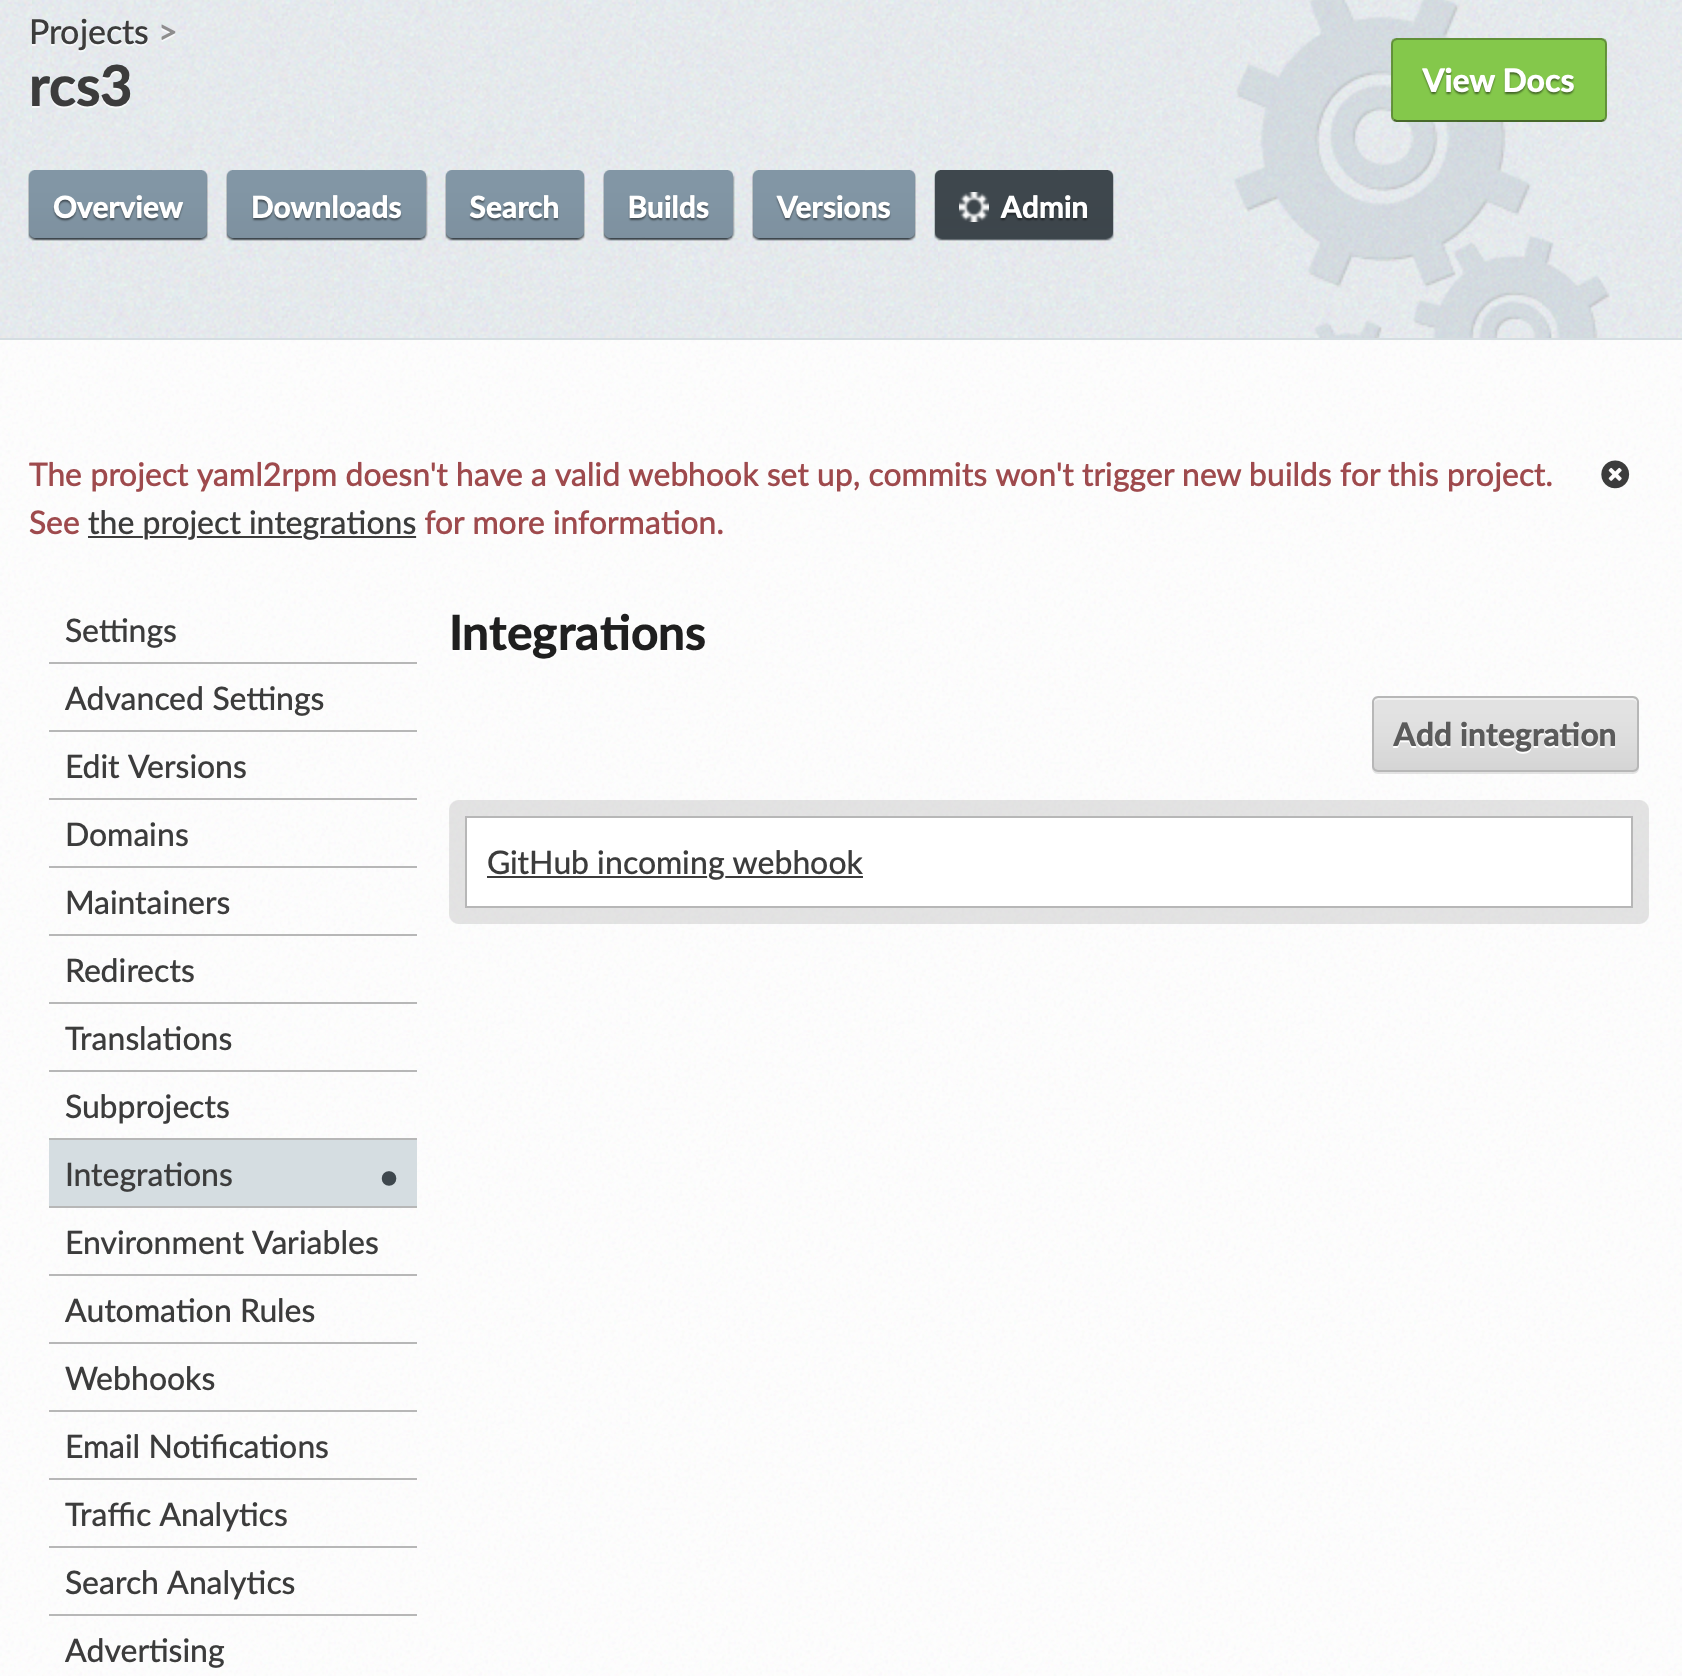 Projects >
rcs3
View Docs
Overview
Downloads
Search
Builds
Versions
Admin
The project yaml2rpm doesn't have a valid webhook set up, commits won't trigger new builds for this project.
See the project integrations for more information.
Settings
Advanced Settings
Edit Versions
Domains
Maintainers
Redirects
Translations
Subprojects
Integrations
Environment Variables
Automation Rules
Webhooks
Email Notifications
Traffic Analytics
Search Analytics
Advertising
Integrations
Add integration
GitHub incoming webhook